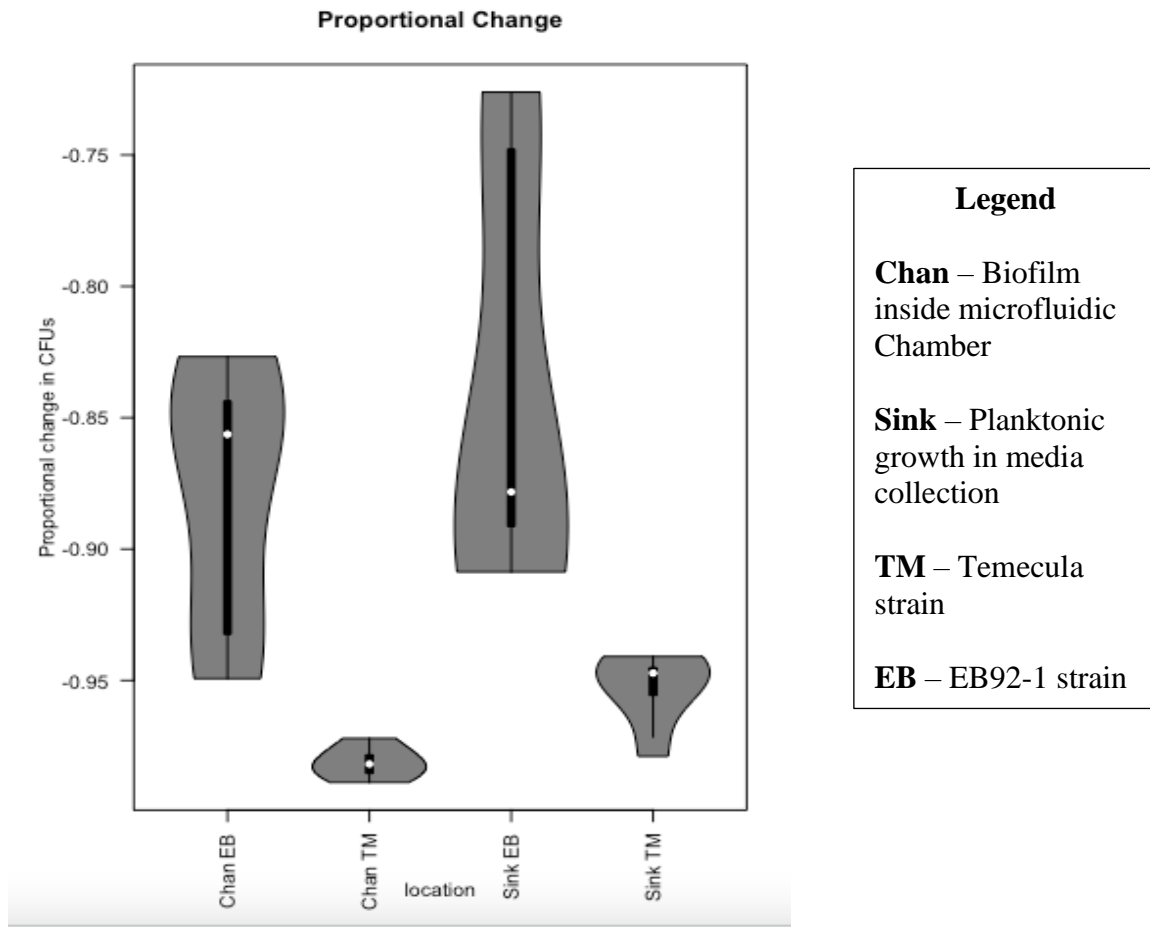 Proportional Change
Proportional change in CFUs
-0.75
-0.80
-0.85
-0.90
-0.95
Chan EB
Chan TM
Sink EB
Sink TM
location
Legend
Chan – Biofilm
inside microfluidic
Chamber
Sink – Planktonic
growth in media
collection
TM – Temecula
strain
EB – EB92-1 strain